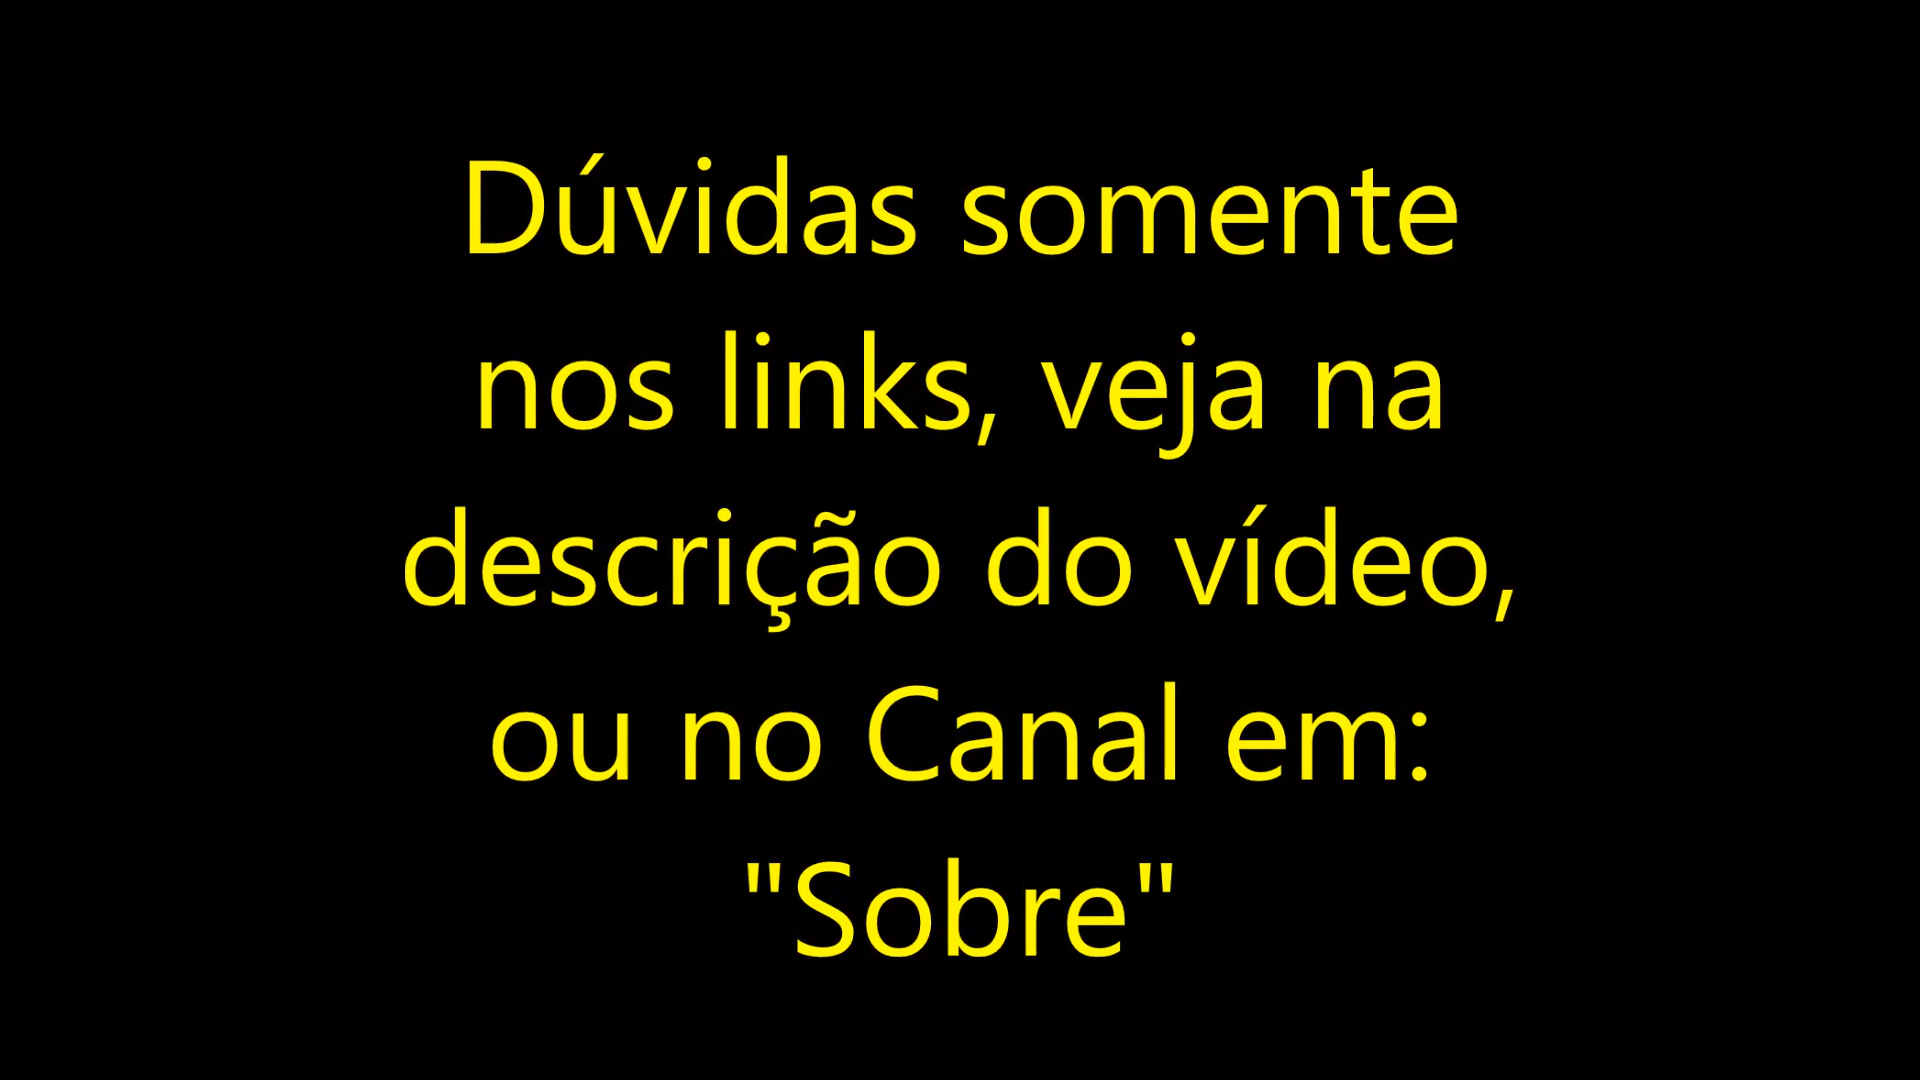 Dúvidas somente
nos links, veja na
descrição do vídeo,
ou no Canal em:
"Sobre"